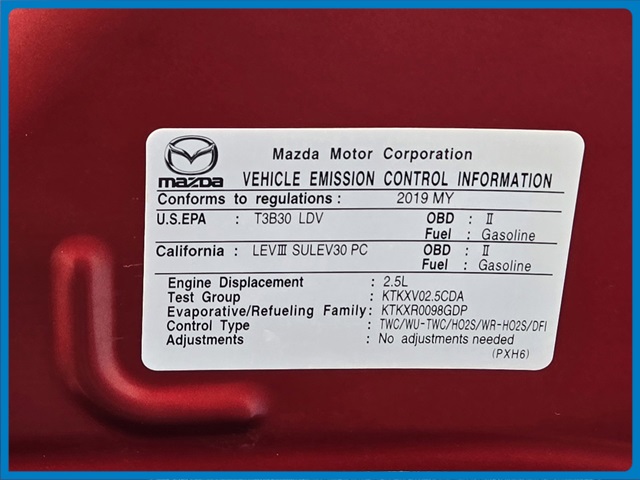 Mazda Motor Corporation
mazda VEHICLE EMISSION CONTROL INFORMATION
Conforms to regulations : 2019 MY
U.S.EPA : T3B30 LDV OBD : II
Fuel : Gasoline
California : LEVIII SULEV30 PC OBD : II
Fuel : Gasoline
Engine Displacement : 2.5L
Test Group : KTKXV02.5CDA
Evaporative/Refueling Family: KTKXR0098GDP
Control Type : TWC/WU-TWC/HO2S/WR-HO2S/DFI
Adjustments : No adjustments needed
(PXH6)